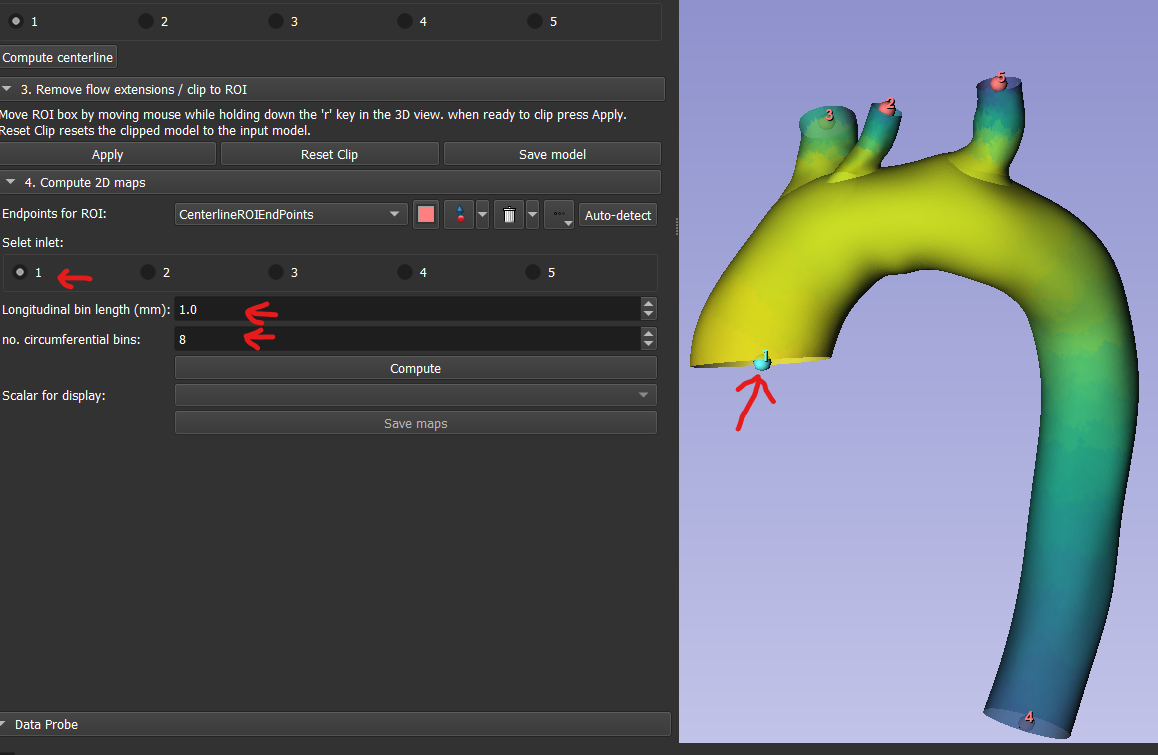 1 2 3 4 5
Compute centerline
3. Remove flow extensions / clip to ROI
Move ROI box by moving mouse while holding down the 'r' key in the 3D view. when ready to clip press Apply.
Reset Clip resets the clipped model to the input model.
Apply Reset Clip Save model
4. Compute 2D maps
Endpoints for ROI: CenterlineROIEndPoints Auto-detect
Selet inlet:
1 2 3 4 5
Longitudinal bin length (mm): 1.0
no. circumferential bins: 8
Compute
Scalar for display:
Save maps
Data Probe
5
2
3
1
4